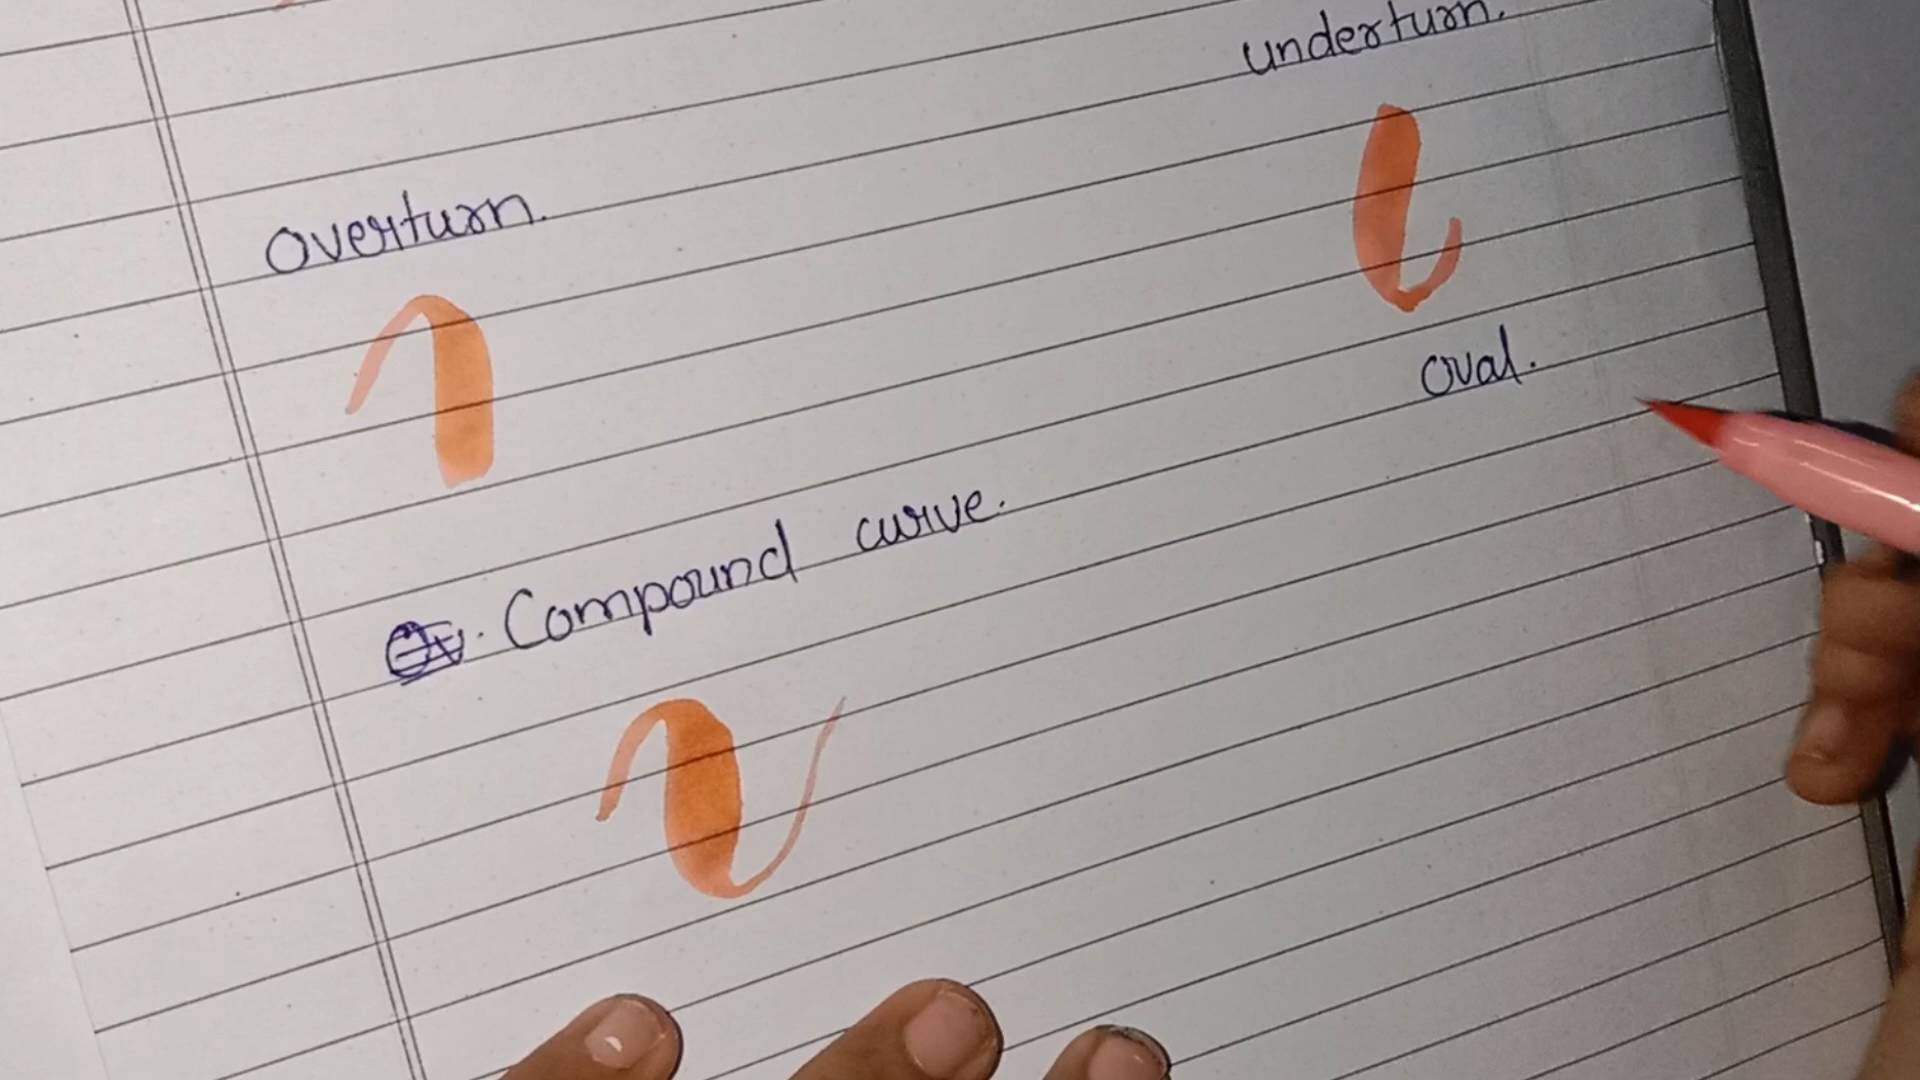 underturn.
overturn.
oval.
Compound curve.